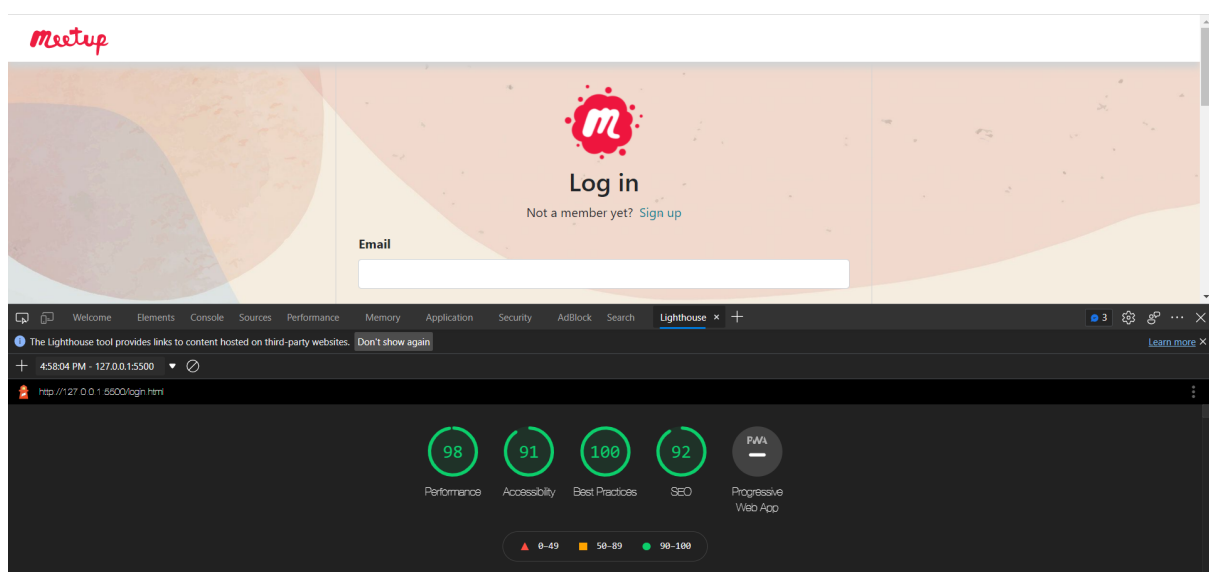 Meetup
m
Log in
Not a member yet? Sign up
Email
Welcome Elements Console Sources Performance Memory Application Security AdBlock Search Lighthouse × + 3
The Lighthouse tool provides links to content hosted on third-party websites. Don't show again Learn more ×
+ 4:58:04 PM - 127.0.0.1:5500
http://127.0.0.1:5500/login.html
98 91 100 92 PWA
Performance Accessibility Best Practices SEO Progressive
Web App
0–49 50–89 90–100